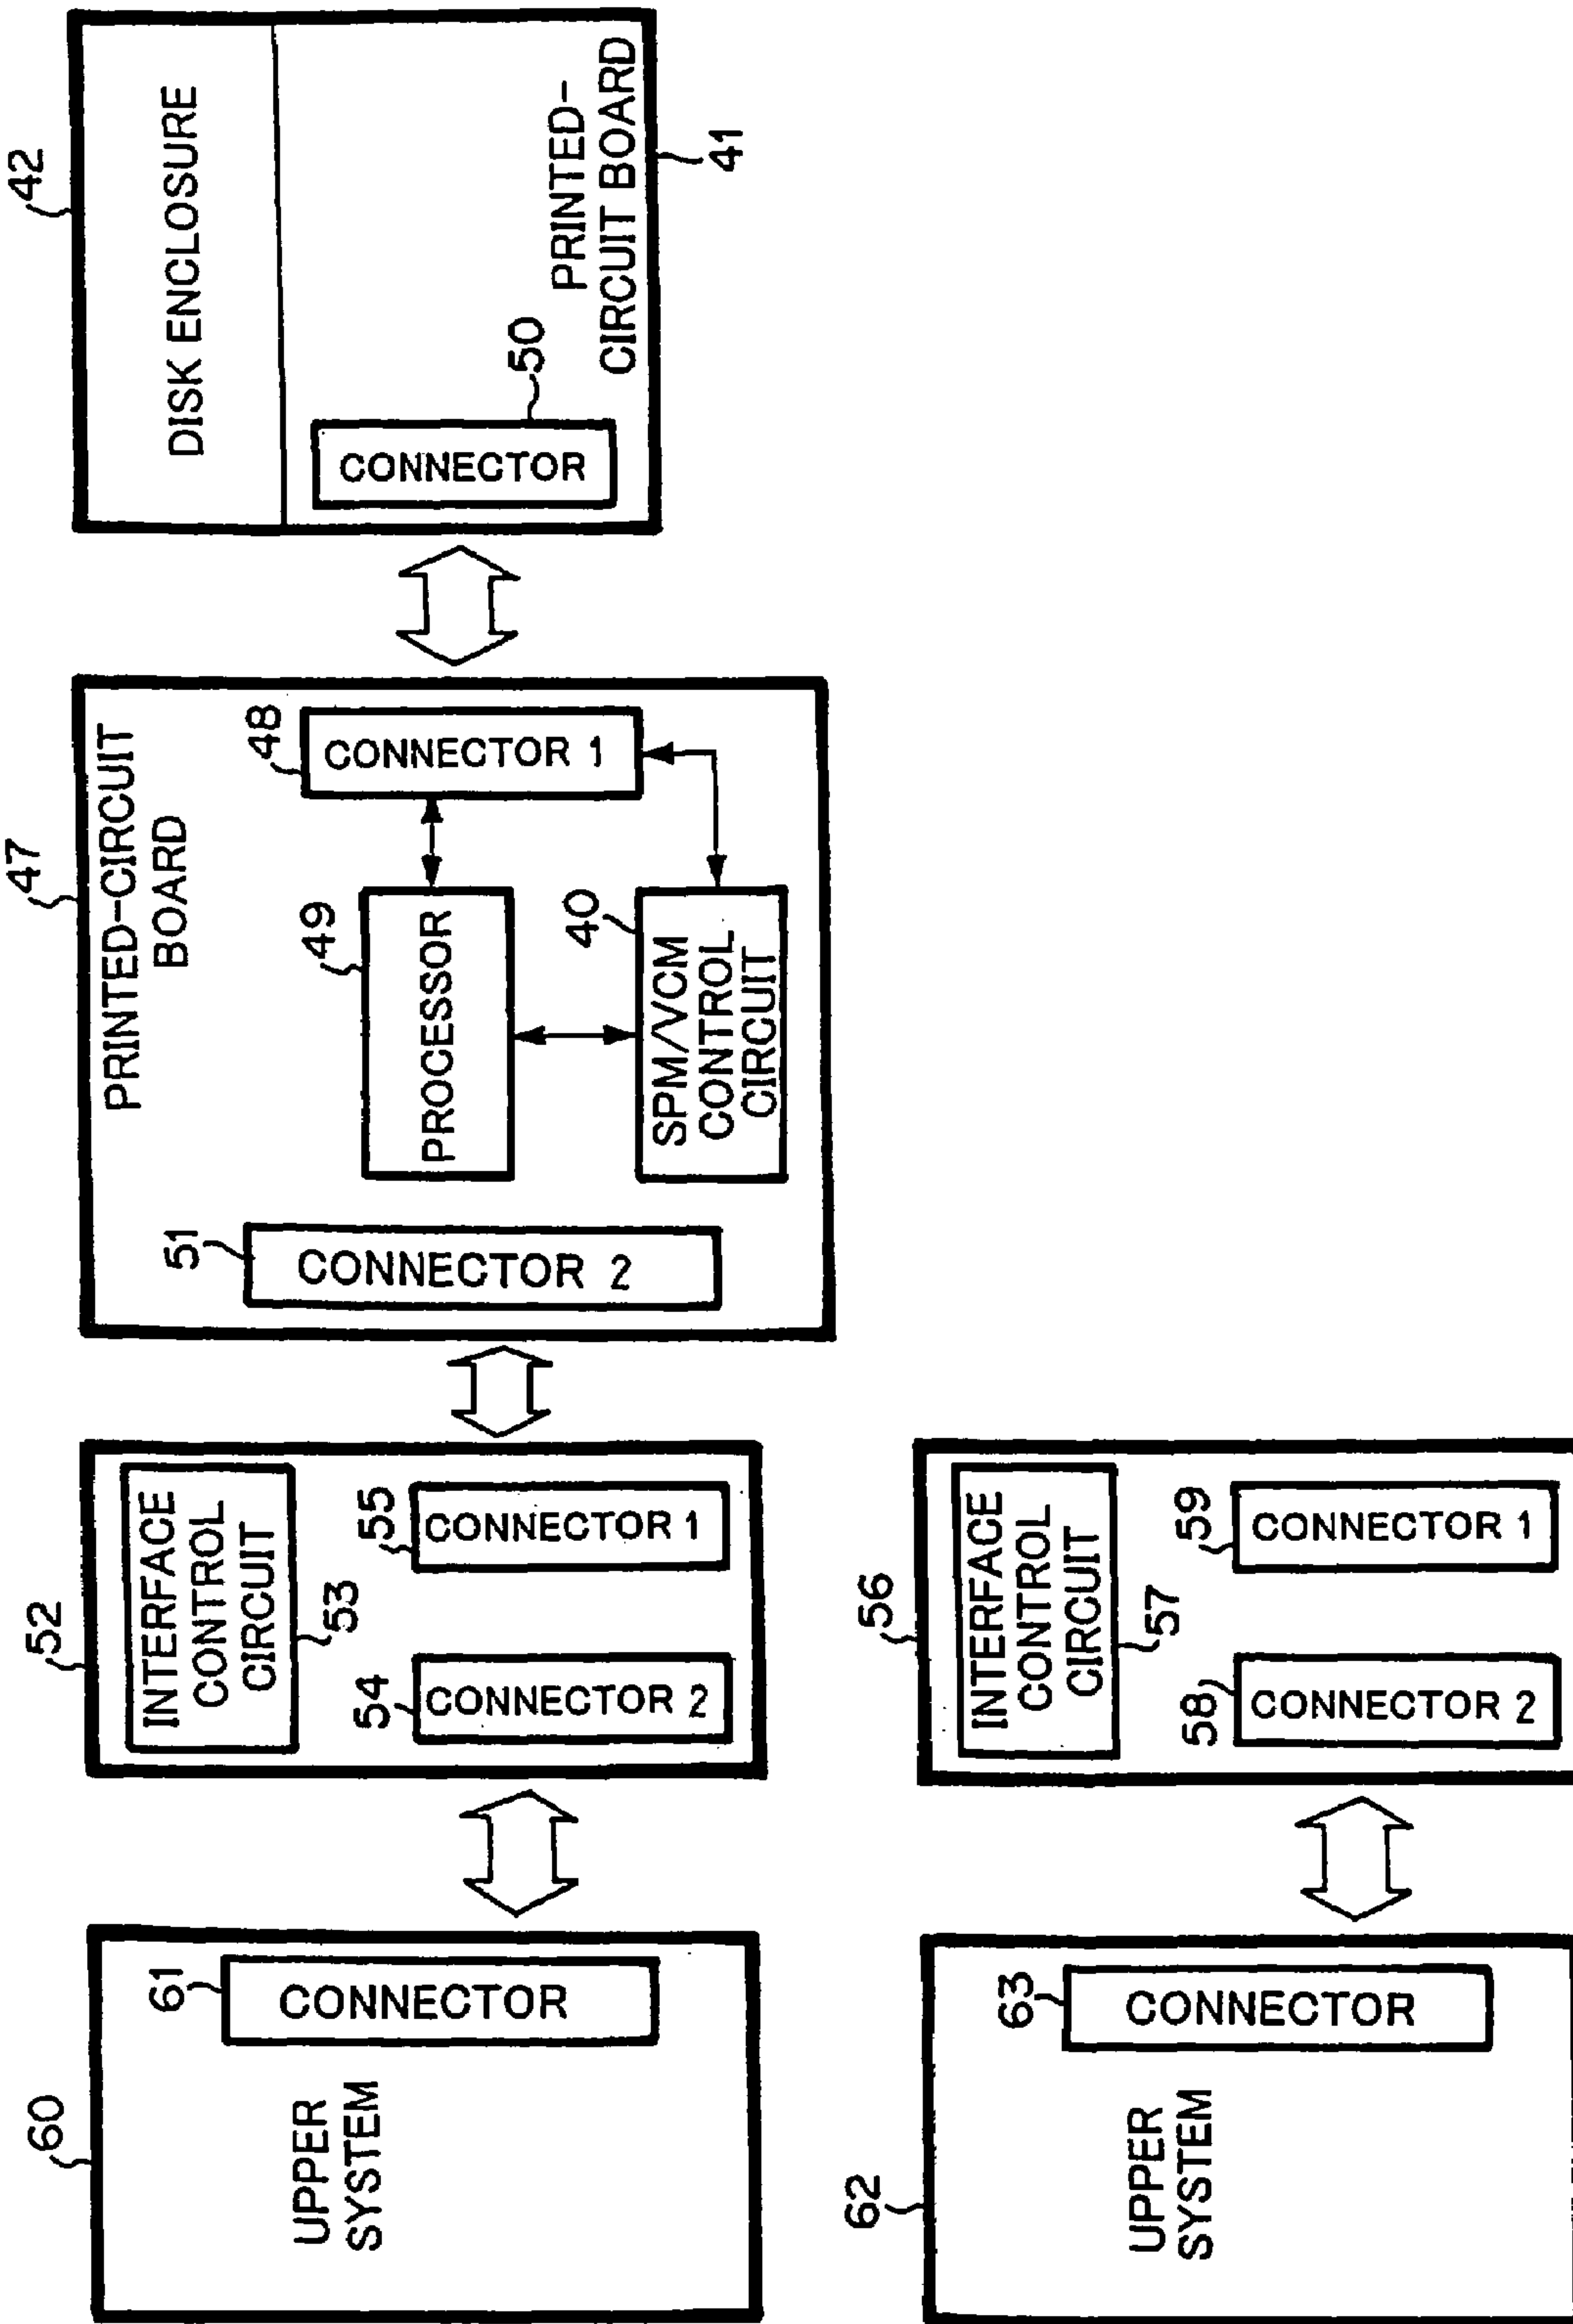 60
UPPER
SYSTEM
61
CONNECTOR
52
INTERFACE
CONTROL
CIRCUIT
53
54
CONNECTOR 2
55
CONNECTOR 1
47
PRINTED-CIRCUIT
BOARD
51
CONNECTOR 2
49
PROCESSOR
40
SPM/VCM
CONTROL
CIRCUIT
48
CONNECTOR 1
42
DISK ENCLOSURE
50
CONNECTOR
PRINTED-
CIRCUIT BOARD
41
62
UPPER
SYSTEM
63
CONNECTOR
56
INTERFACE
CONTROL
CIRCUIT
57
58
CONNECTOR 2
59
CONNECTOR 1